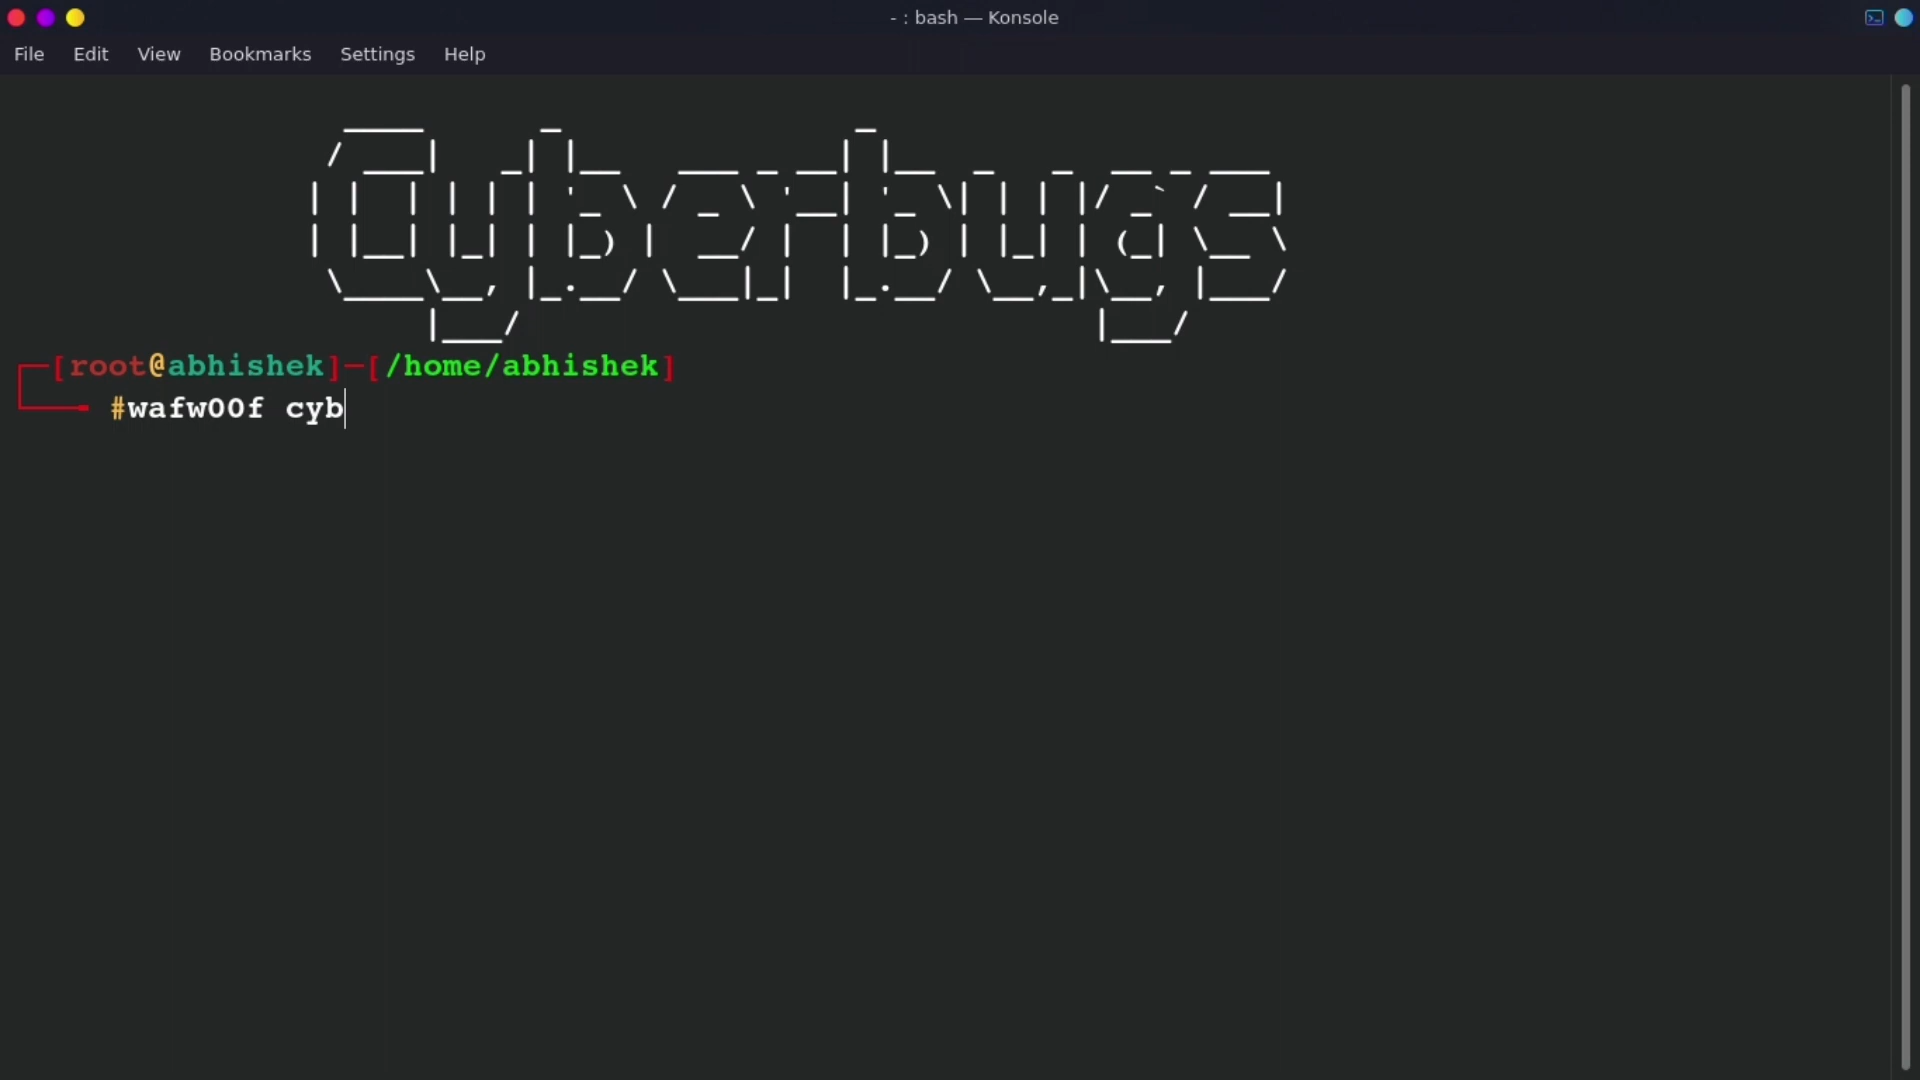 - : bash — Konsole
File Edit View Bookmarks Settings Help
Cyberbugs
[root@abhishek]─[/home/abhishek]
#wafw00f cyb